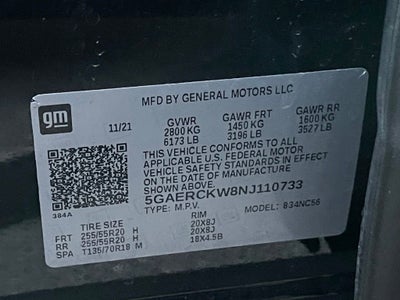 MFD BY GENERAL MOTORS LLC
gm
11/21
GVWR GAWR FRT GAWR RR
2800 KG 1450 KG 1600 KG
6173 LB 3196 LB 3527 LB
THIS VEHICLE CONFORMS TO ALL
APPLICABLE U.S. FEDERAL MOTOR
VEHICLE SAFETY STANDARDS IN EFFECT
ON THE DATE OF MANUFACTURE SHOWN ABOVE.
5GAERCKW8NJ110733
TYPE: M.P.V. MODEL: 834NC56
384A
TIRE SIZE RIM
FRT 255/55R20 H 20X8J
RR 255/55R20 H 20X8J
SPA T135/70R18 M 18X4.5B